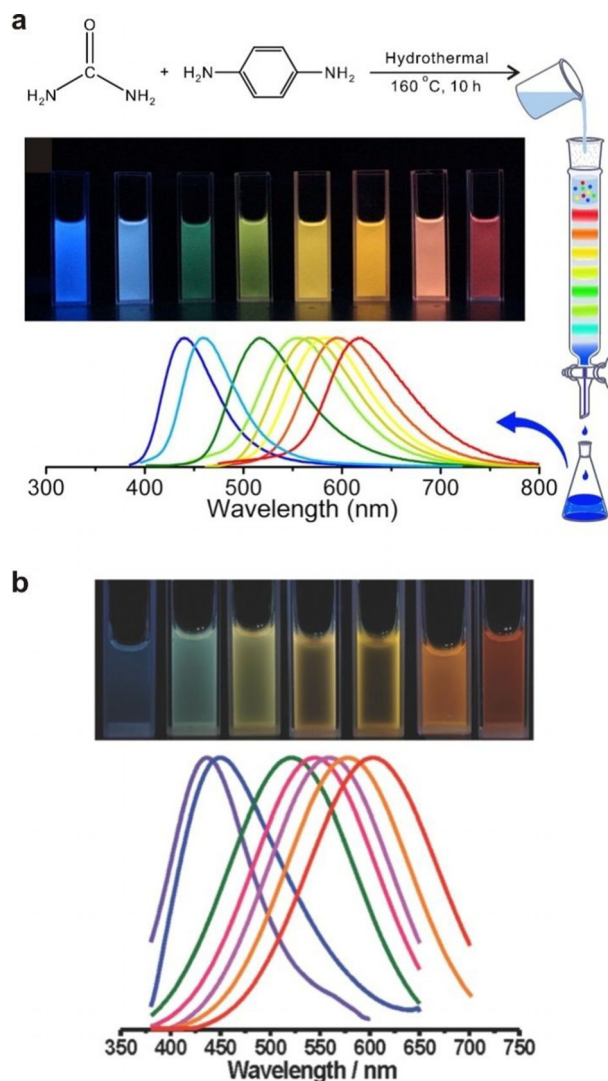 a
O
C
H₂N
NH₂
+
H₂N
NH₂
Hydrothermal
160 °C, 10 h
300 400 500 600 700 800
Wavelength (nm)
b
350 400 450 500 550 600 650 700 750
Wavelength / nm